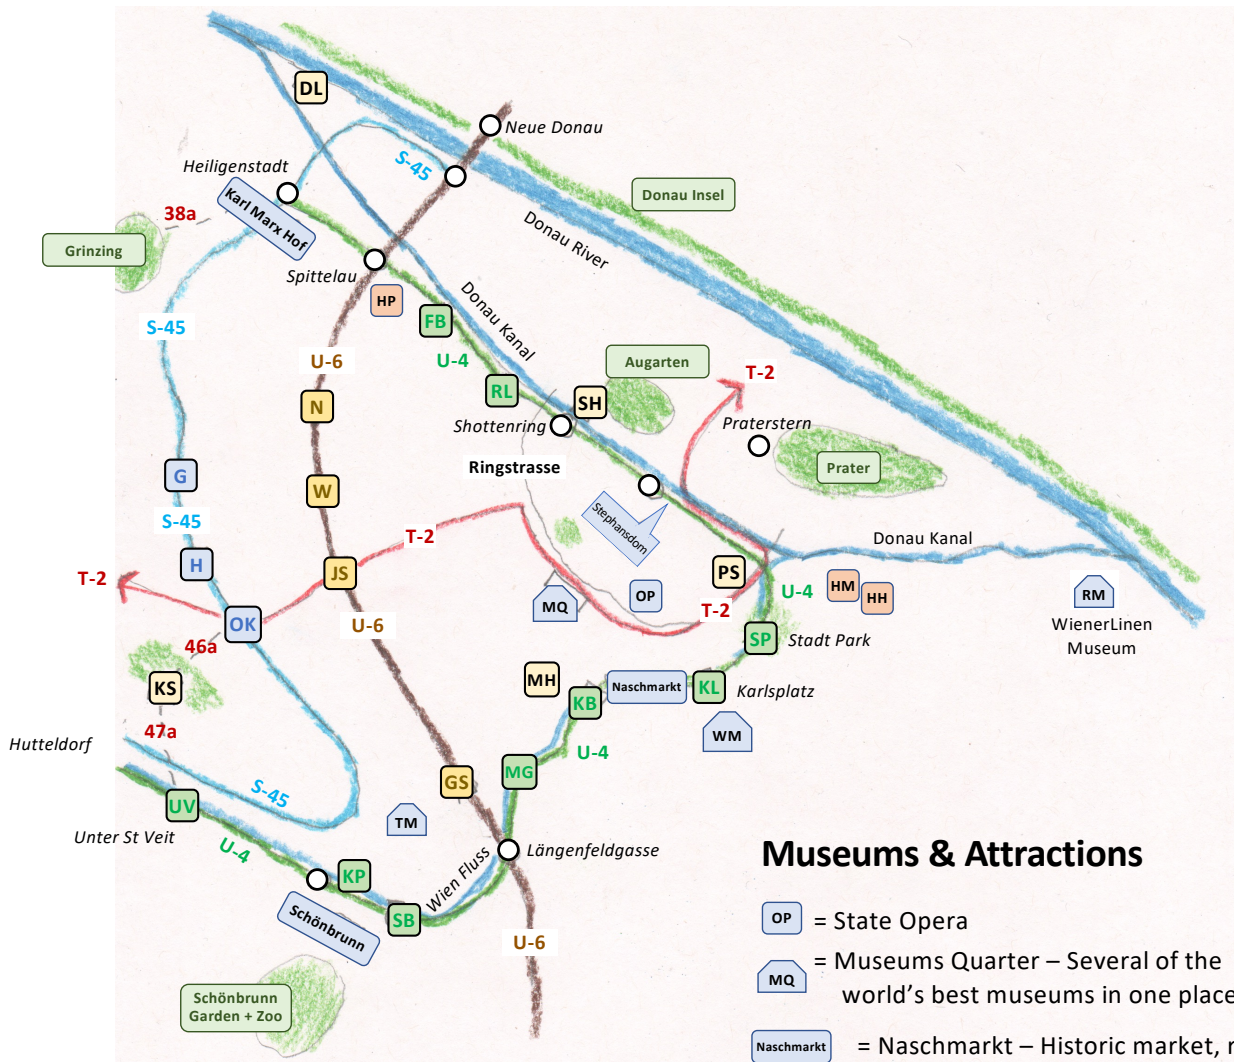 DL
Neue Donau
S-45
Heiligenstadt
Karl Marx Hof
Donau Insel
38a
Grinzing
Donau River
Spittelau
HP
Donau Kanal
FB
S-45
U-6
U-4
Augarten
T-2
RL
SH
N
Shottenring
Praterstern
Ringstrasse
Prater
G
W
S-45
Stephansdom
T-2
Donau Kanal
H
JS
PS
T-2
U-4
HM
HH
RM
MQ
OP
T-2
OK
U-6
WienerLinen
Museum
46a
SP
Stadt Park
KS
MH
Naschmarkt
KL
Karlsplatz
KB
47a
WM
Hutteldorf
U-4
MG
S-45
GS
UV
TM
Unter St Veit
U-4
Längenfeldgasse
Wien Fluss
KP
Schönbrunn
SB
U-6
Schönbrunn
Garden + Zoo
Museums & Attractions
OP = State Opera
MQ = Museums Quarter – Several of the
world's best museums in one place
Naschmarkt = Naschmarkt – Historic market, r